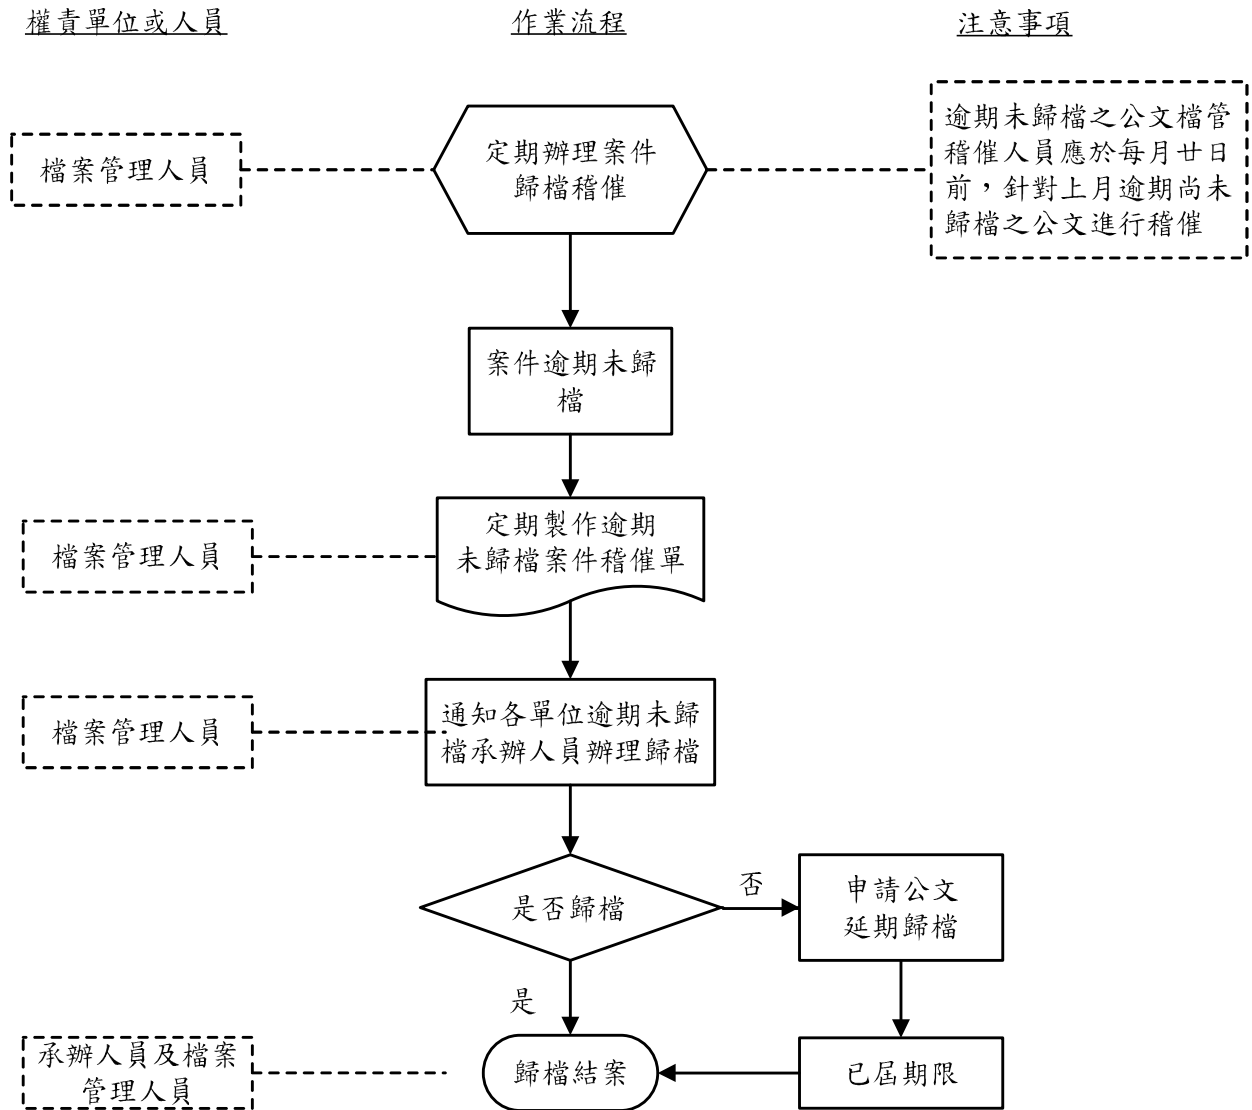 權責單位或人員
作業流程
注意事項
檔案管理人員
定期辦理案件
歸檔稽催
逾期未歸檔之公文檔管
稽催人員應於每月廿日
前，針對上月逾期尚未
歸檔之公文進行稽催
案件逾期未歸
檔
檔案管理人員
定期製作逾期
未歸檔案件稽催單
檔案管理人員
通知各單位逾期未歸
檔承辦人員辦理歸檔
是否歸檔
否
申請公文
延期歸檔
是
承辦人員及檔案
管理人員
歸檔結案
已屆期限